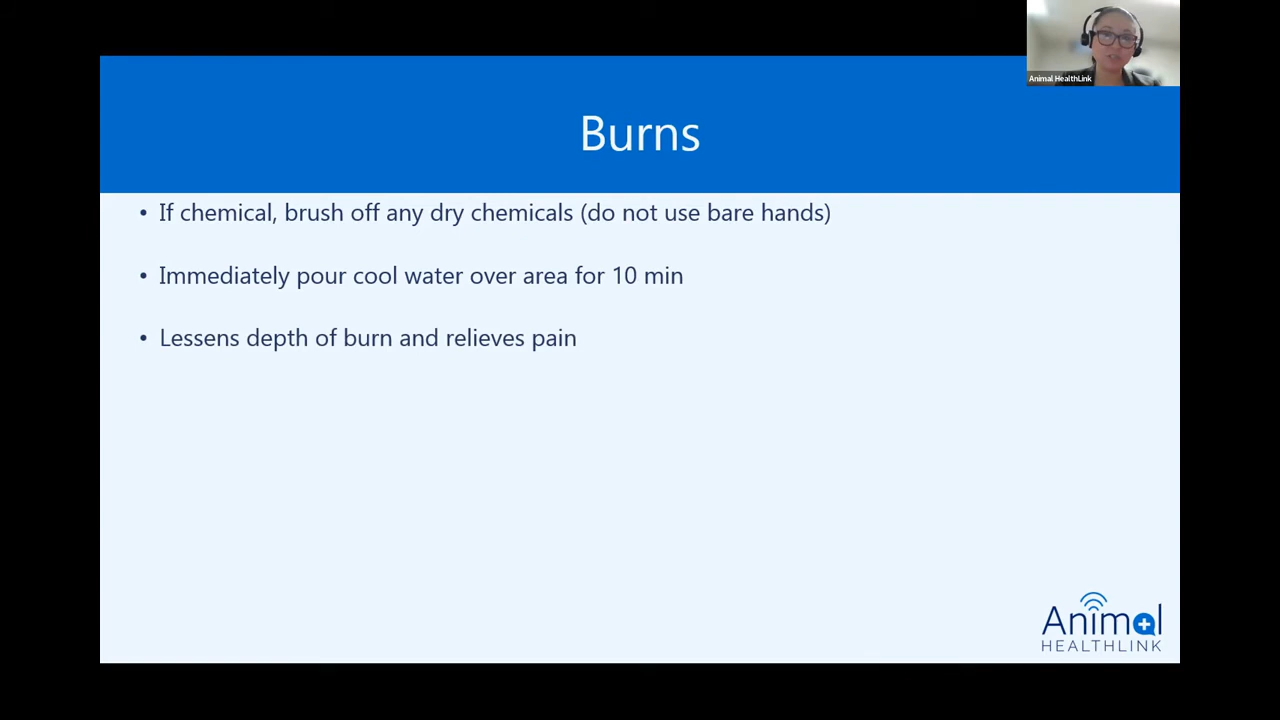 Animal HealthLink
Burns
• If chemical, brush off any dry chemicals (do not use bare hands)
• Immediately pour cool water over area for 10 min
• Lessens depth of burn and relieves pain
Animal
HEALTHLINK